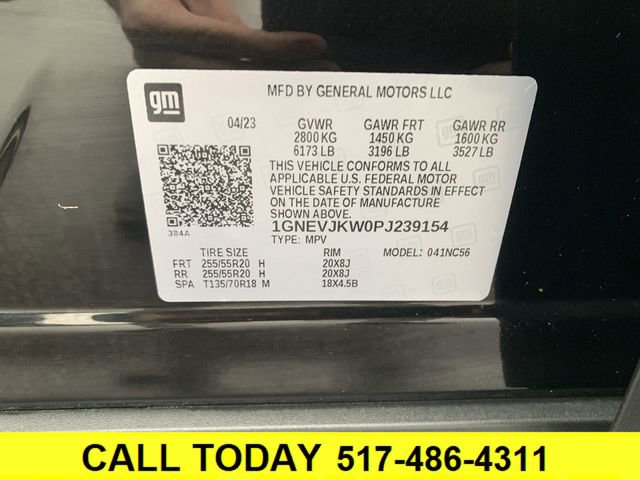 gm
MFD BY GENERAL MOTORS LLC
04/23 GVWR GAWR FRT GAWR RR
2800 KG 1450 KG 1600 KG
6173 LB 3196 LB 3527 LB
THIS VEHICLE CONFORMS TO ALL
APPLICABLE U.S. FEDERAL MOTOR
VEHICLE SAFETY STANDARDS IN EFFECT
ON THE DATE OF MANUFACTURE
SHOWN ABOVE.
384A
1GNEVJKW0PJ239154
TYPE: MPV
TIRE SIZE RIM MODEL: 041NC56
FRT 255/55R20 H 20X8J
RR 255/55R20 H 20X8J
SPA T135/70R18 M 18X4.5B
CALL TODAY 517-486-4311